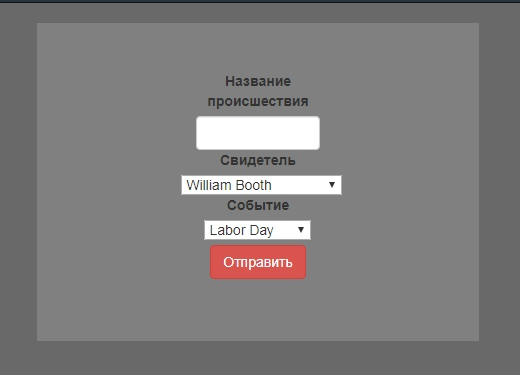 Название
происшествия
Свидетель
William Booth
Событие
Labor Day
Отправить